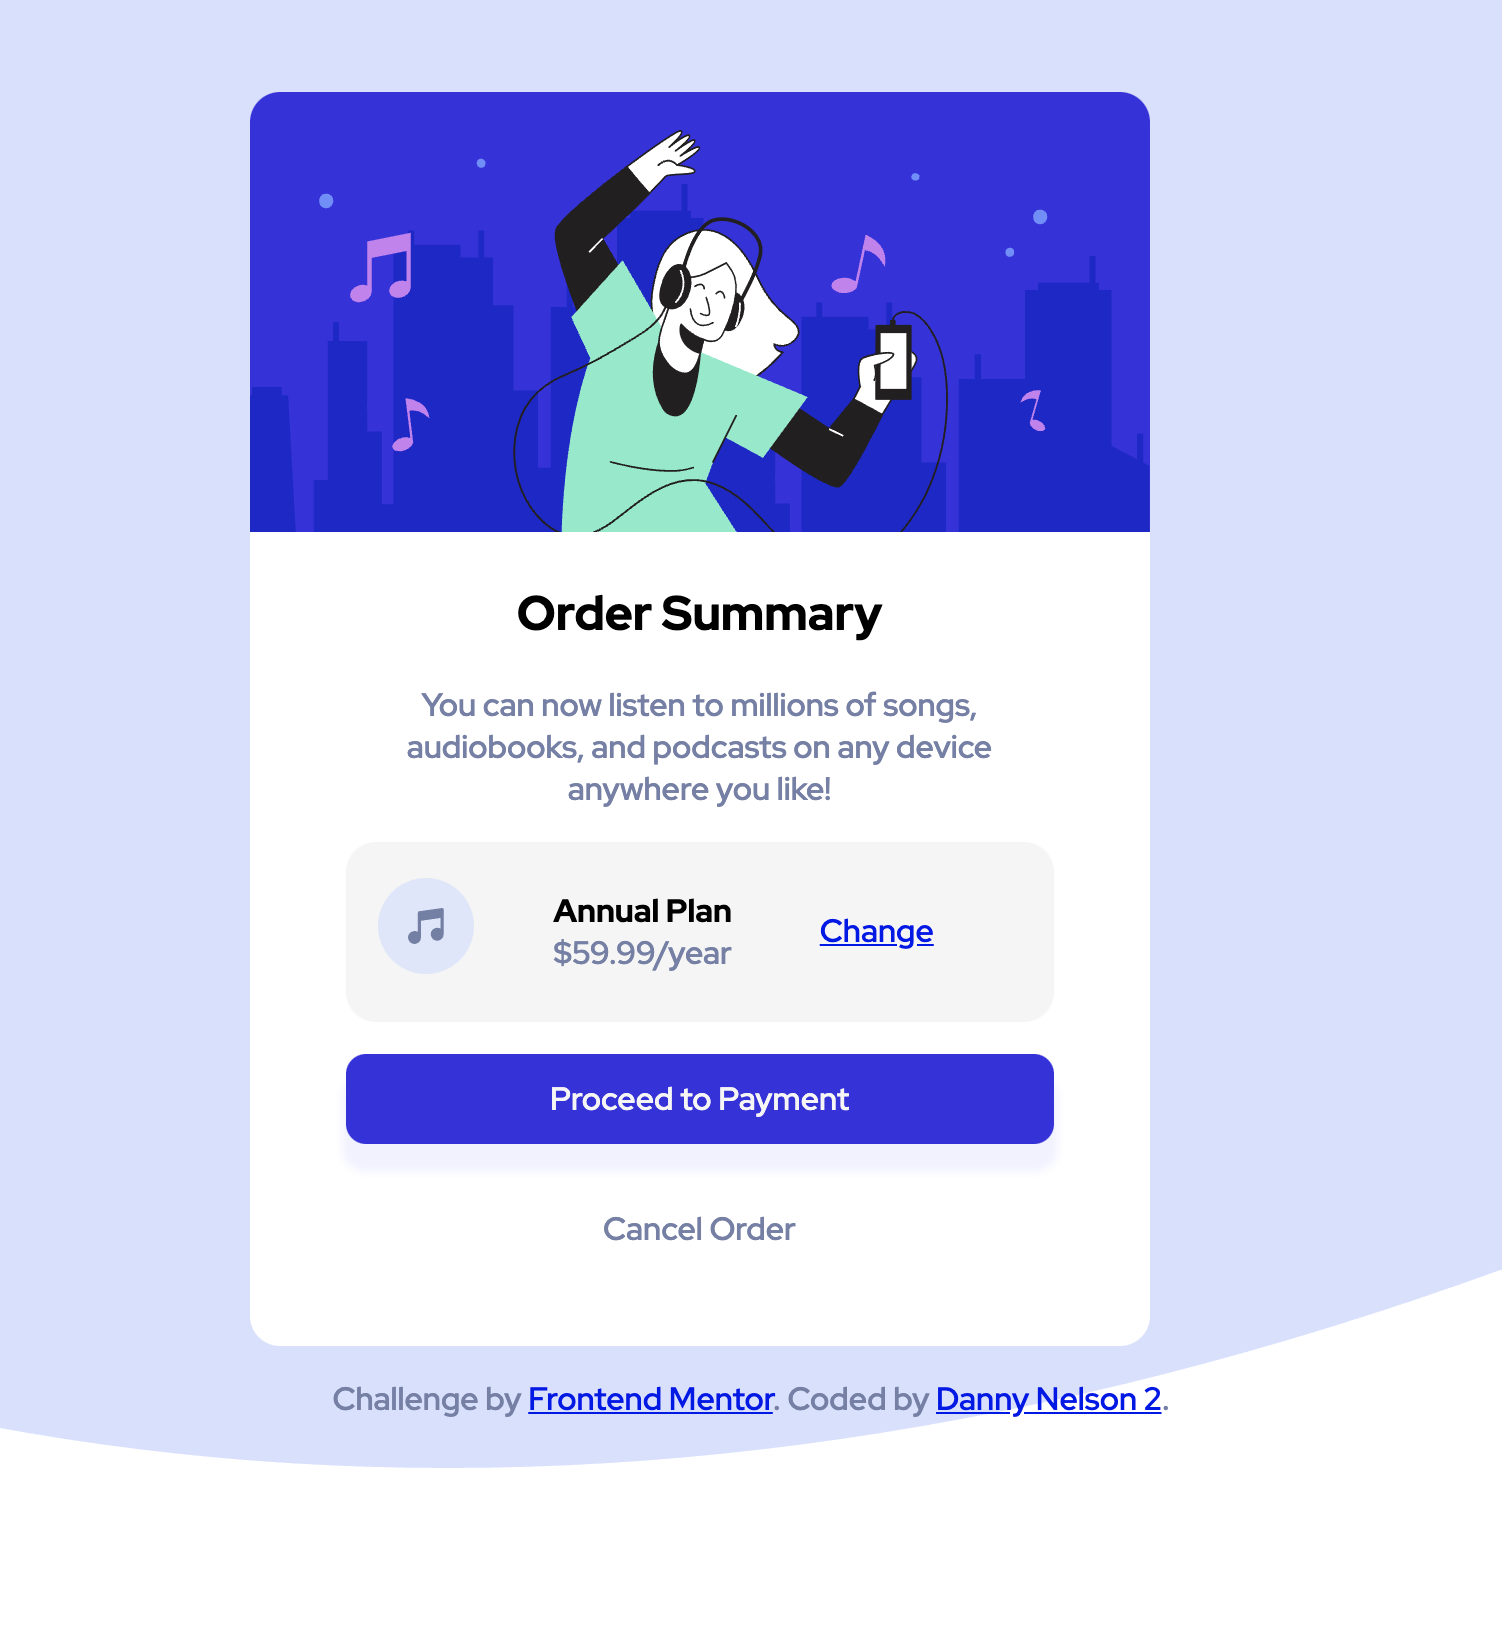 Order Summary
You can now listen to millions of songs,
audiobooks, and podcasts on any device
anywhere you like!
Annual Plan
$59.99/year
Change
Proceed to Payment
Cancel Order
Challenge by Frontend Mentor. Coded by Danny Nelson 2.